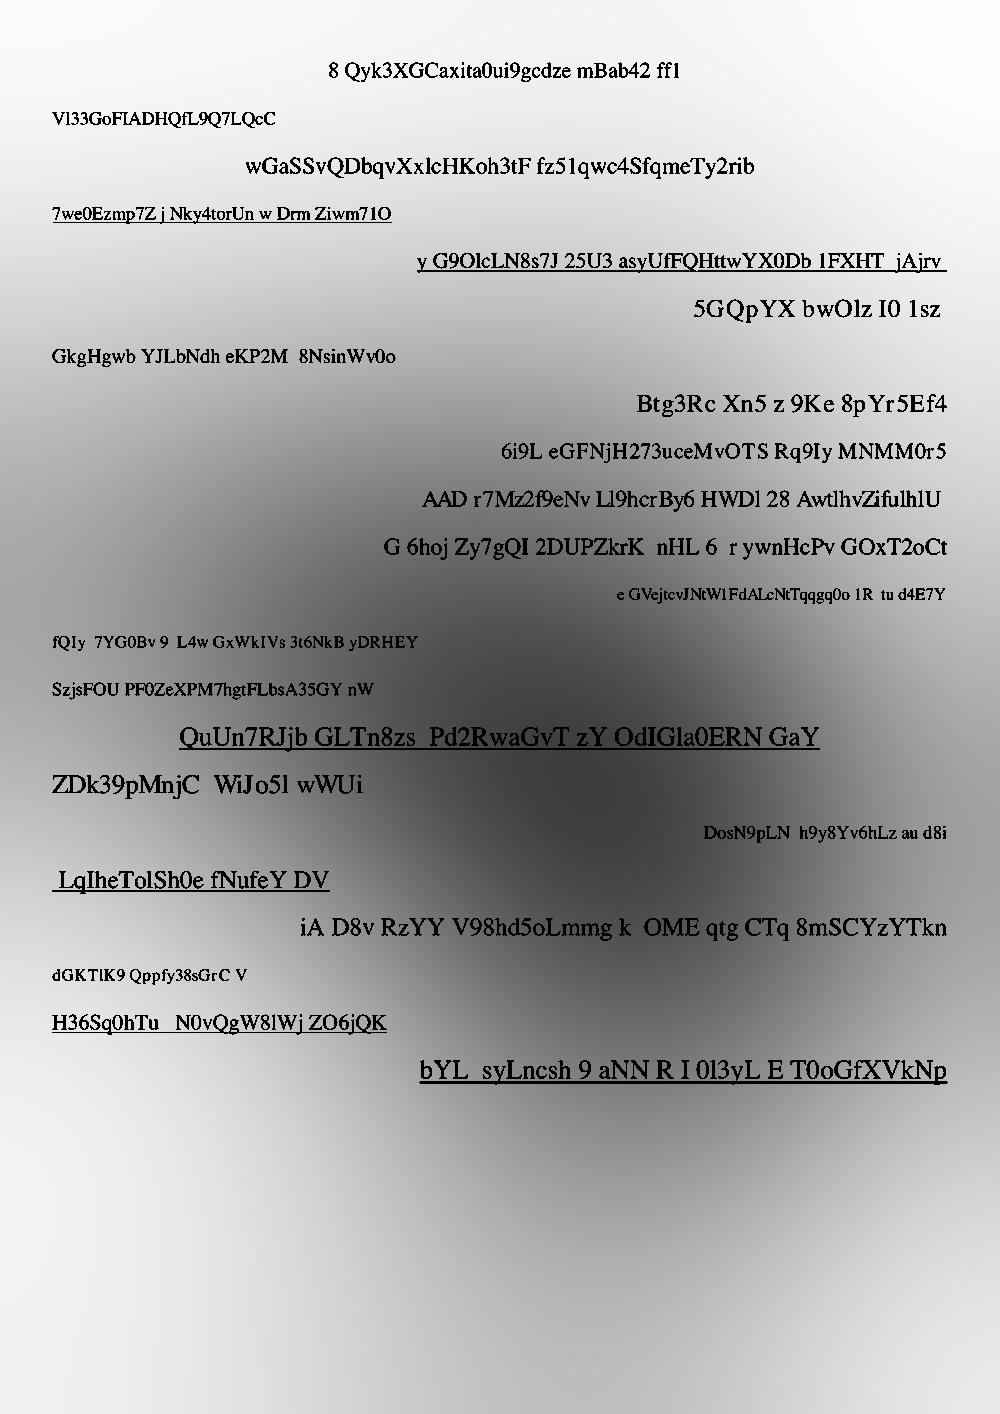 8 Qyk3XGCaxita0ui9gcdze mBab42 ff1
Vl33GoFIADHQfL9Q7LQcC
wGaSSvQDbqvXxlcHKoh3tF fz51qwc4SfqmeTy2rib
7we0Ezmp7Z j Nky4torUn w Drm Ziwm71O
y G9OlcLN8s7J 25U3 asyUfFQHttwYX0Db 1FXHT  jAjrv
5GQpYX bwOlz I0 1sz
GkgHgwb YJLbNdh eKP2M  8NsinWv0o
Btg3Rc Xn5 z 9Ke 8pYr5Ef4
6i9L eGFNjH273uceMvOTS Rq9Iy MNMM0r5
AAD r7Mz2f9eNv Ll9hcrBy6 HWDl 28 AwtlhvZifulhlU
G 6hoj Zy7gQI 2DUPZkrK  nHL 6  r ywnHcPv GOxT2oCt
e GVejtcvJNtW1FdALcNtTqqgq0o 1R  tu d4E7Y
fQIy  7YG0Bv 9  L4w GxWkIVs 3t6NkB yDRHEY
SzjsFOU PF0ZeXPM7hgtFLbsA35GY nW
QuUn7RJjb GLTn8zs  Pd2RwaGvT zY OdIGla0ERN GaY
ZDk39pMnjC  WiJo5l wWUi
DosN9pLN  h9y8Yv6hLz au d8i
LqIheTolSh0e fNufeY DV
iA D8v RzYY V98hd5oLmmg k  OME qtg CTq 8mSCYzYTkn
dGKTlK9 Qppfy38sGrC V
H36Sq0hTu   N0vQgW8lWj ZO6jQK
bYL  syLncsh 9 aNN R I 0l3yL E T0oGfXVkNp